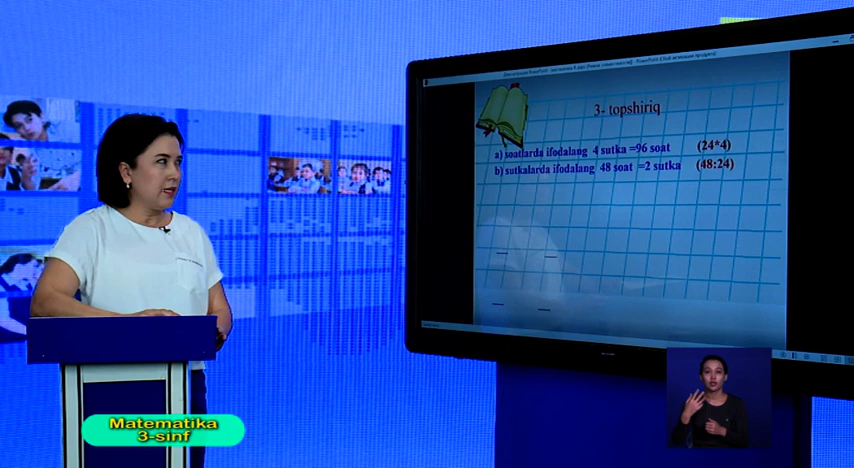 3- topshiriq
a) soatlarda ifodalang 4 sutka =96 soat (24*4)
b) sutkalarda ifodalang 48 soat =2 sutka (48:24)
Matematika
3-sinf